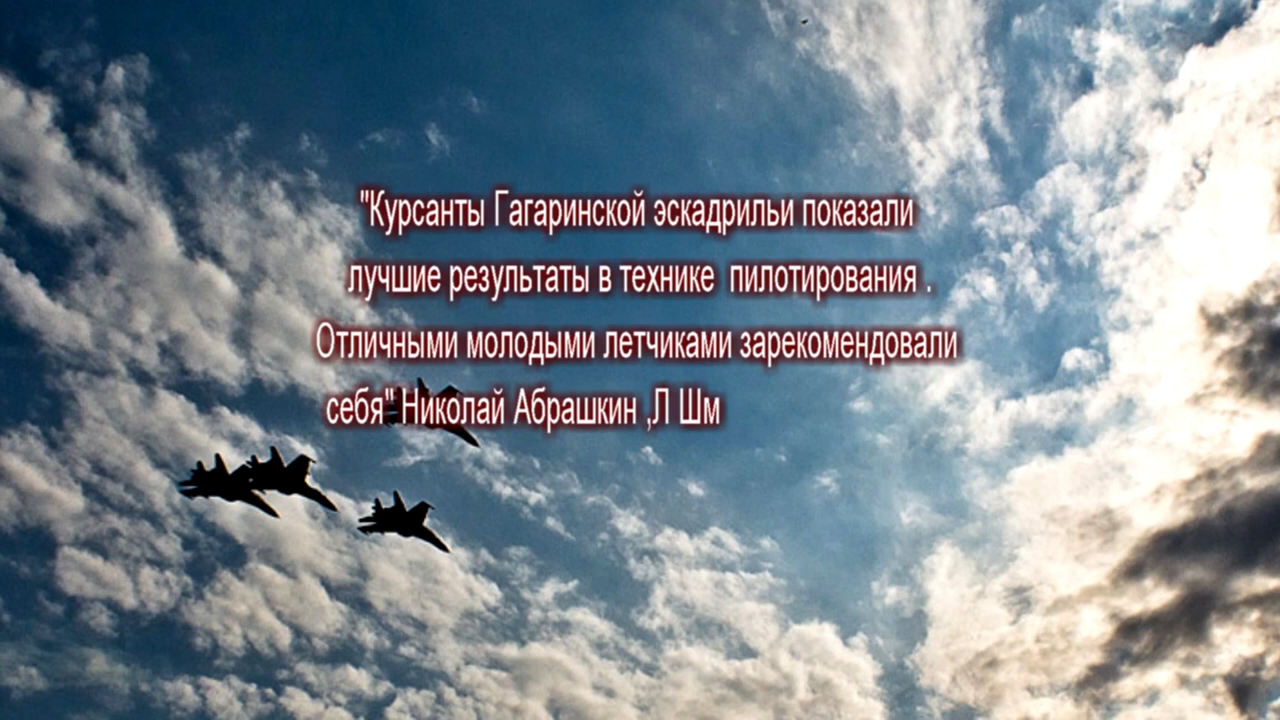 "Курсанты Гагаринской эскадрильи показали
лучшие результаты в технике  пилотирования .
Отличными молодыми летчиками зарекомендовали
себя" Николай Абрашкин ,Л Шм